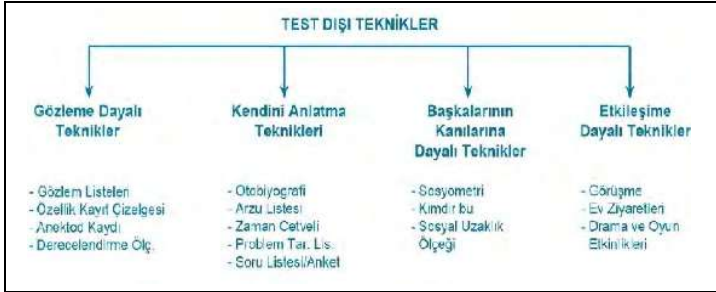 TEST DIŞI TEKNİKLER
Gözleme Dayalı
Teknikler
- Gözlem Listeleri
- Özellik Kayıt Çizelgesi
- Anektod Kaydı
- Derecelendirme Ölç.
Kendini Anlatma
Teknikleri
- Otobiyografi
- Arzu Listesi
- Zaman Cetveli
- Problem Tar. Lis.
- Soru Listesi/Anket
Başkalarının
Kanılarına
Dayalı Teknikler
- Sosyometri
- Kimdir bu
- Sosyal Uzaklık
Ölçeği
Etkileşime
Dayalı Teknikler
- Görüşme
- Ev Ziyaretleri
- Drama ve Oyun
Etkinlikleri